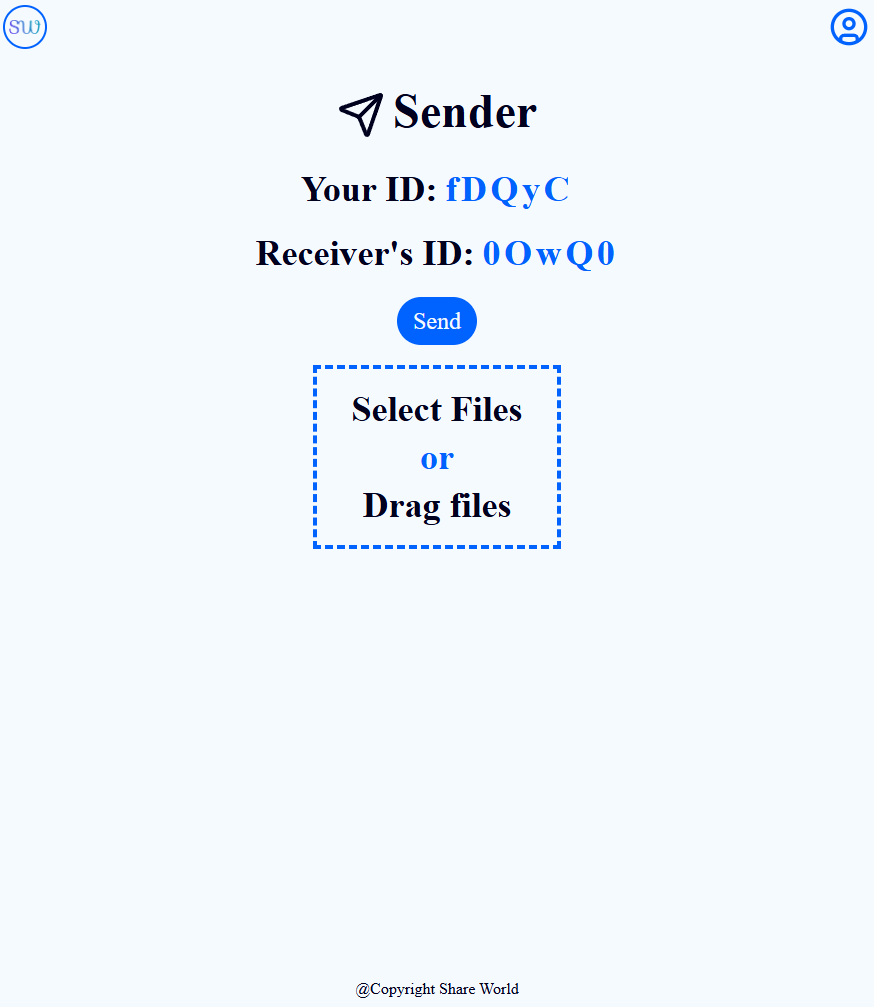 SW
Sender
Your ID: fDQyC
Receiver's ID: 0OwQ0
Send
Select Files
or
Drag files
@Copyright Share World